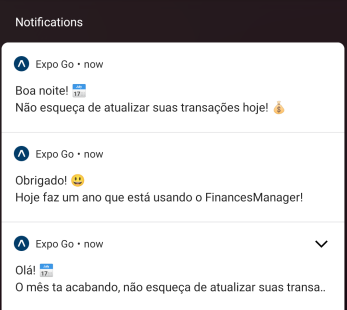 Notifications
Expo Go • now
Boa noite! 📅
Não esqueça de atualizar suas transações hoje! 💰
Expo Go • now
Obrigado! 😃
Hoje faz um ano que está usando o FinancesManager!
Expo Go • now
Olá! 📅
O mês ta acabando, não esqueça de atualizar suas transa..